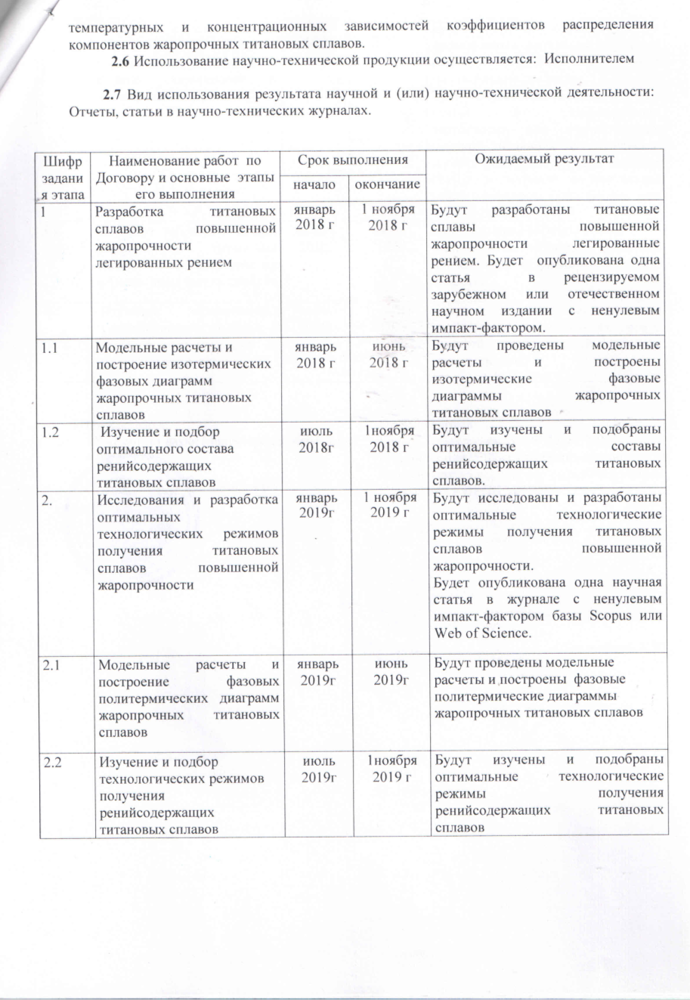 температурных и концентрационных зависимостей коэффициентов распределения
компонентов жаропрочных титановых сплавов.
2.6 Использование научно-технической продукции осуществляется: Исполнителем
2.7 Вид использования результата научной и (или) научно-технической деятельности:
Отчеты, статьи в научно-технических журналах.
Шифр
задани
я этапа
Наименование работ по
Договору и основные этапы
его выполнения
Срок выполнения
начало
окончание
Ожидаемый результат
1
Разработка титановых
сплавов повышенной
жаропрочности
легированных рением
январь
2018 г
1 ноября
2018 г
Будут разработаны титановые
сплавы повышенной
жаропрочности легированные
рением. Будет опубликована одна
статья в рецензируемом
зарубежном или отечественном
научном издании с ненулевым
импакт-фактором.
1.1
Модельные расчеты и
построение изотермических
фазовых диаграмм
жаропрочных титановых
сплавов
январь
2018 г
июнь
2018 г
Будут проведены модельные
расчеты и построены
изотермические фазовые
диаграммы жаропрочных
титановых сплавов
1.2
Изучение и подбор
оптимального состава
ренийсодержащих
титановых сплавов
июль
2018г
1ноября
2018 г
Будут изучены и подобраны
оптимальные составы
ренийсодержащих титановых
сплавов.
2.
Исследования и разработка
оптимальных
технологических режимов
получения титановых
сплавов повышенной
жаропрочности
январь
2019г
1 ноября
2019 г
Будут исследованы и разработаны
оптимальные технологические
режимы получения титановых
сплавов повышенной
жаропрочности.
Будет опубликована одна научная
статья в журнале с ненулевым
импакт-фактором базы Scopus или
Web of Science.
2.1
Модельные расчеты и
построение фазовых
политермических диаграмм
жаропрочных титановых
сплавов
январь
2019г
июнь
2019г
Будут проведены модельные
расчеты и построены фазовые
политермические диаграммы
жаропрочных титановых сплавов
2.2
Изучение и подбор
технологических режимов
получения
ренийсодержащих
титановых сплавов
июль
2019г
1ноября
2019 г
Будут изучены и подобраны
оптимальные технологические
режимы получения
ренийсодержащих титановых
сплавов